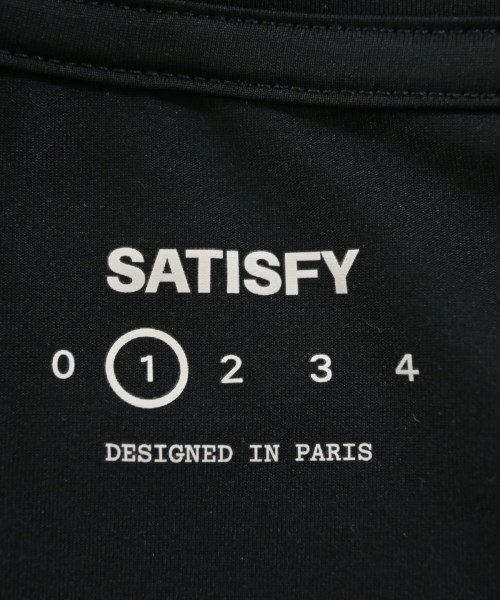 SATISFY
0 1 2 3 4
DESIGNED IN PARIS